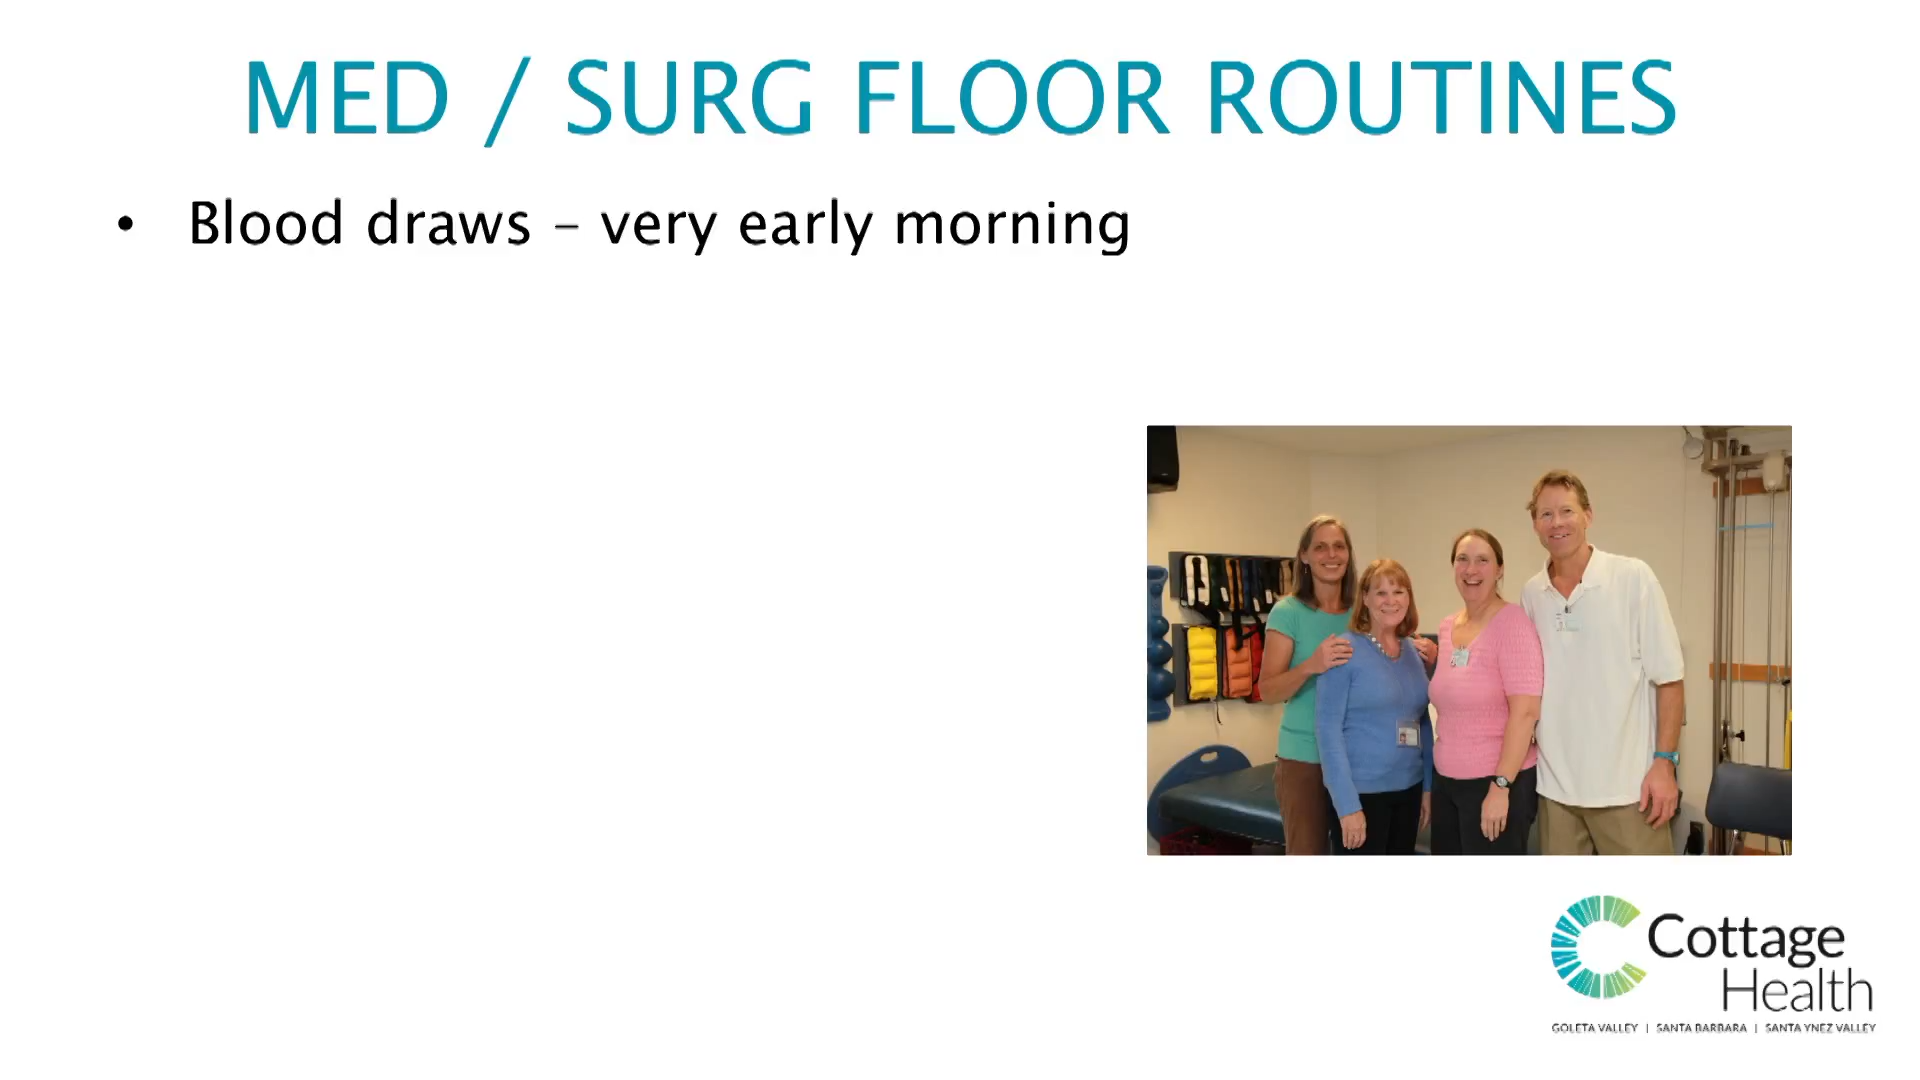 MED / SURG FLOOR ROUTINES
• Blood draws – very early morning
Cottage
Health
GOLETA VALLEY | SANTA BARBARA | SANTA YNEZ VALLEY